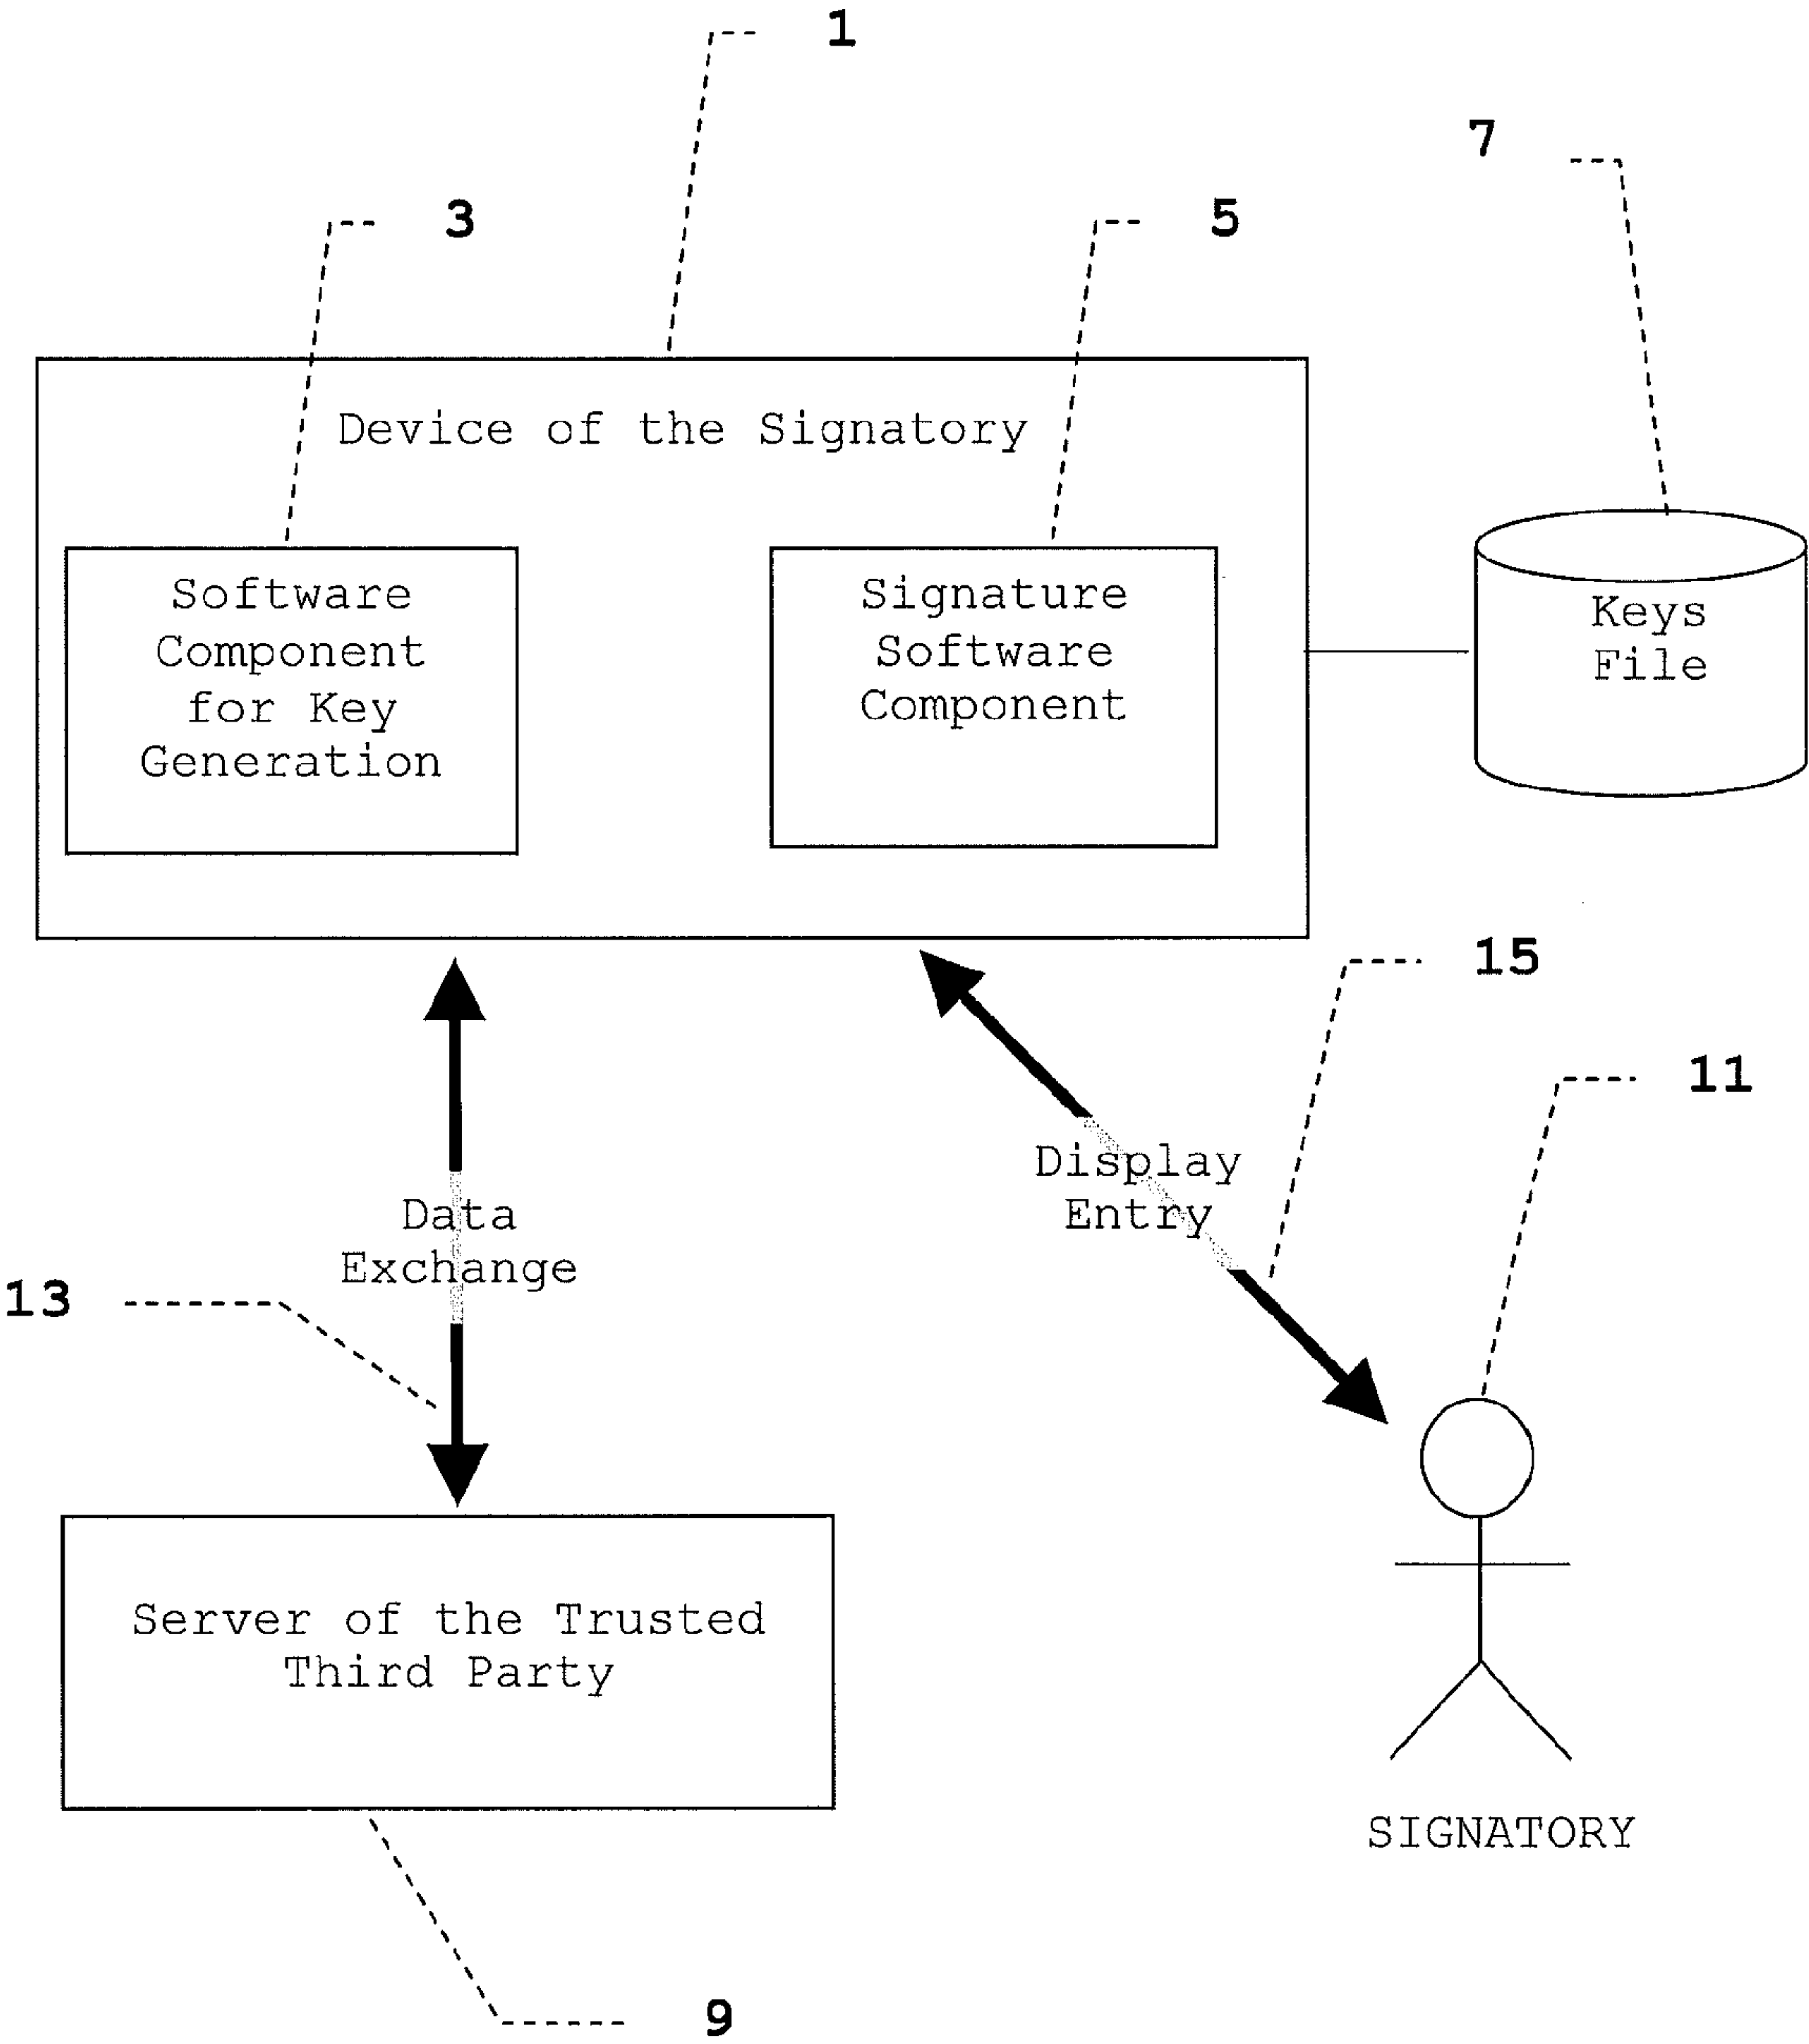 1
7
3
5
Device of the Signatory
Software
Component
for Key
Generation
Signature
Software
Component
Keys
File
15
11
Display
Entry
Data
Exchange
13
Server of the Trusted
Third Party
SIGNATORY
9